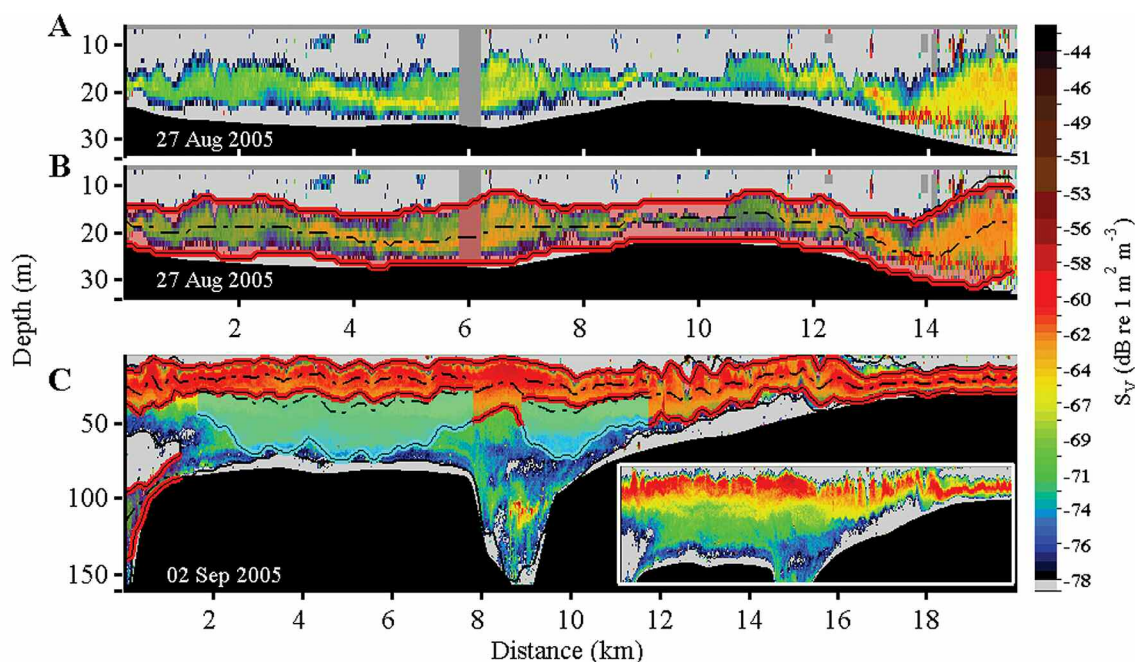 A
10
20
30
27 Aug 2005
B
10
20
30
27 Aug 2005
2 4 6 8 10 12 14
Depth (m)
C
50
100
150
02 Sep 2005
2 4 6 8 10 12 14 16 18
Distance (km)
-44
-46
-49
-51
-53
-56
-58
-60
-62
-64
-67
-69
-71
-74
-76
-78
Sv (dB re 1 m² m⁻³)